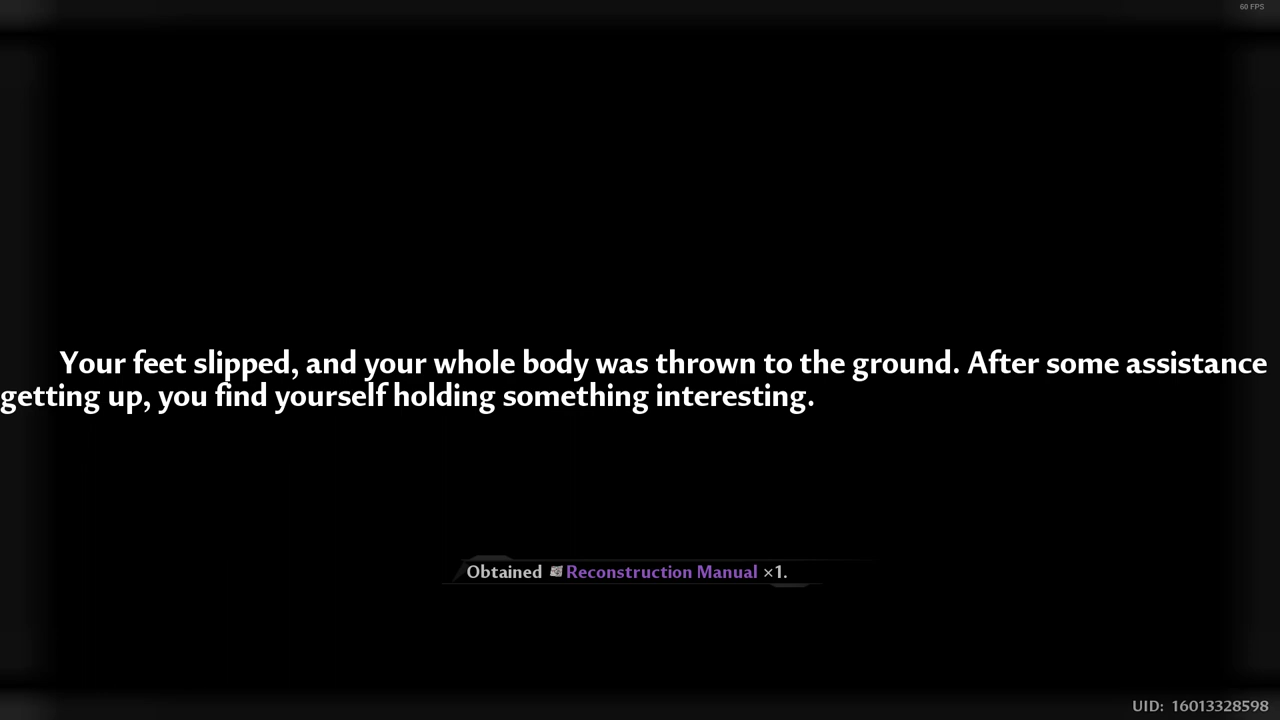 60 FPS
Your feet slipped, and your whole body was thrown to the ground. After some assistance
getting up, you find yourself holding something interesting.
Obtained Reconstruction Manual ×1.
UID: 16013328598